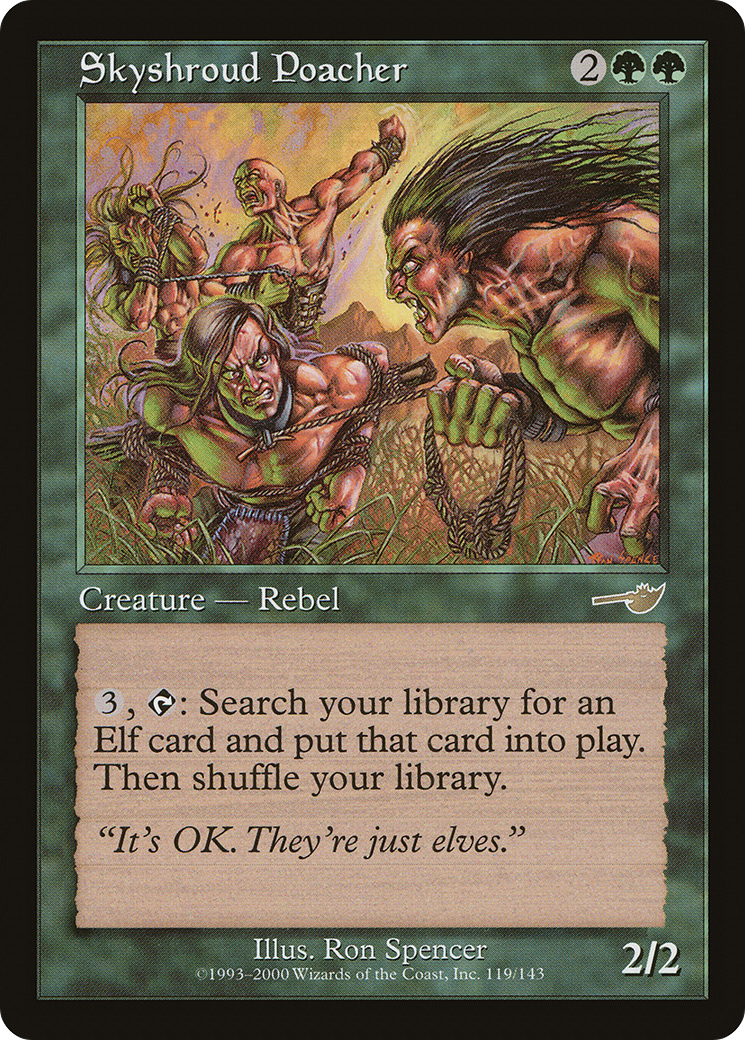 Skyshroud Poacher 2
Creature — Rebel
3, : Search your library for an
Elf card and put that card into play.
Then shuffle your library.
“It’s OK. They’re just elves.”
Illus. Ron Spencer
©1993–2000 Wizards of the Coast, Inc. 119/143
2/2